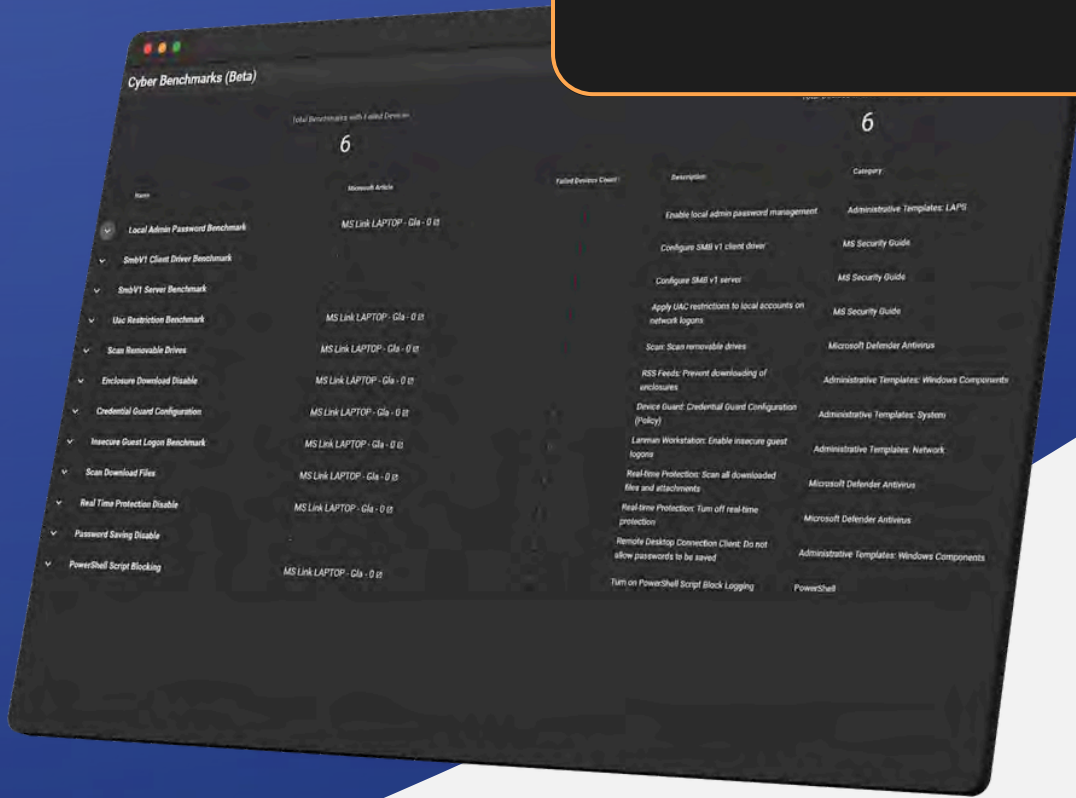 Cyber Benchmarks (Beta)
Total Benchmarks with Failed Devices
6
6
Name Microsoft Article Failed Devices Count Description Category
Local Admin Password Benchmark MS Link LAPTOP - Gla - 0 Enable local admin password management Administrative Templates: LAPS
SmbV1 Client Driver Benchmark Configure SMB v1 client driver MS Security Guide
SmbV1 Server Benchmark Configure SMB v1 server MS Security Guide
Uac Restriction Benchmark MS Link LAPTOP - Gla - 0 Apply UAC restrictions to local accounts on
network logons MS Security Guide
Scan Removable Drives MS Link LAPTOP - Gla - 0 Scan: Scan removable drives Microsoft Defender Antivirus
Enclosure Download Disable MS Link LAPTOP - Gla - 0 RSS Feeds: Prevent downloading of
enclosures Administrative Templates: Windows Components
Credential Guard Configuration MS Link LAPTOP - Gla - 0 Device Guard: Credential Guard Configuration
(Policy) Administrative Templates: System
Insecure Guest Logon Benchmark MS Link LAPTOP - Gla - 0 Lanman Workstation: Enable insecure guest
logons Administrative Templates: Network
Scan Download Files MS Link LAPTOP - Gla - 0 Real-time Protection: Scan all downloaded
files and attachments Microsoft Defender Antivirus
Real Time Protection Disable MS Link LAPTOP - Gla - 0 Real-time Protection: Turn off real-time
protection Microsoft Defender Antivirus
Password Saving Disable Remote Desktop Connection Client: Do not
allow passwords to be saved Administrative Templates: Windows Components
PowerShell Script Blocking MS Link LAPTOP - Gla - 0 Turn on PowerShell Script Block Logging PowerShell